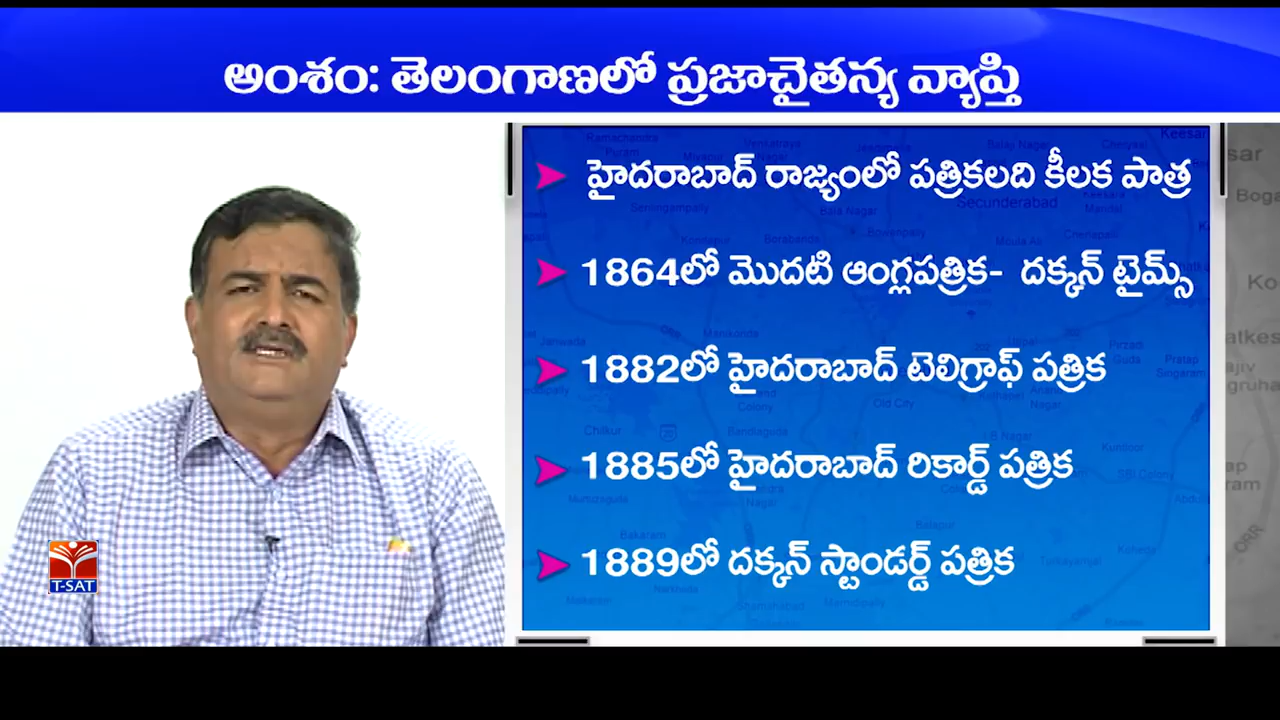 అంశం: తెలంగాణలో ప్రజాచైతన్య వ్యాప్తి
హైదరాబాద్ రాజ్యంలో పత్రికలది కీలక పాత్ర
1864లో మొదటి ఆంగ్లపత్రిక- దక్కన్ టైమ్స్
1882లో హైదరాబాద్ టెలిగ్రాఫ్ పత్రిక
1885లో హైదరాబాద్ రికార్డ్ పత్రిక
1889లో దక్కన్ స్టాండర్డ్ పత్రిక
T-SAT